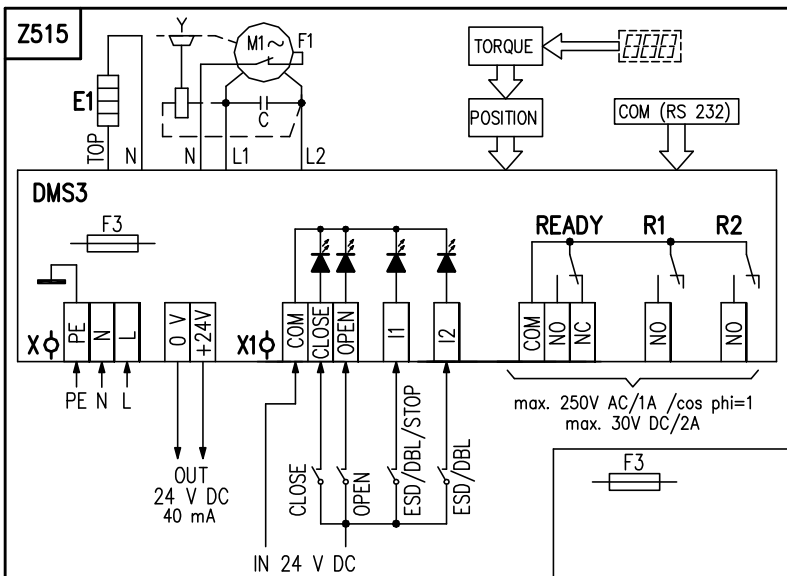 Z515
Y
M1~
F1
E1
C
TOP
N
N
L1
L2
TORQUE
8888
POSITION
COM (RS 232)
DMS3
F3
READY
R1
R2
X
PE
N
L
0 V
+24V
X1
COM
CLOSE
OPEN
I1
I2
COM
NO
NC
NO
NO
PE N L
OUT
24 V DC
40 mA
CLOSE
OPEN
ESD/DBL/STOP
ESD/DBL
IN 24 V DC
max. 250V AC/1A /cos phi=1
max. 30V DC/2A
F3